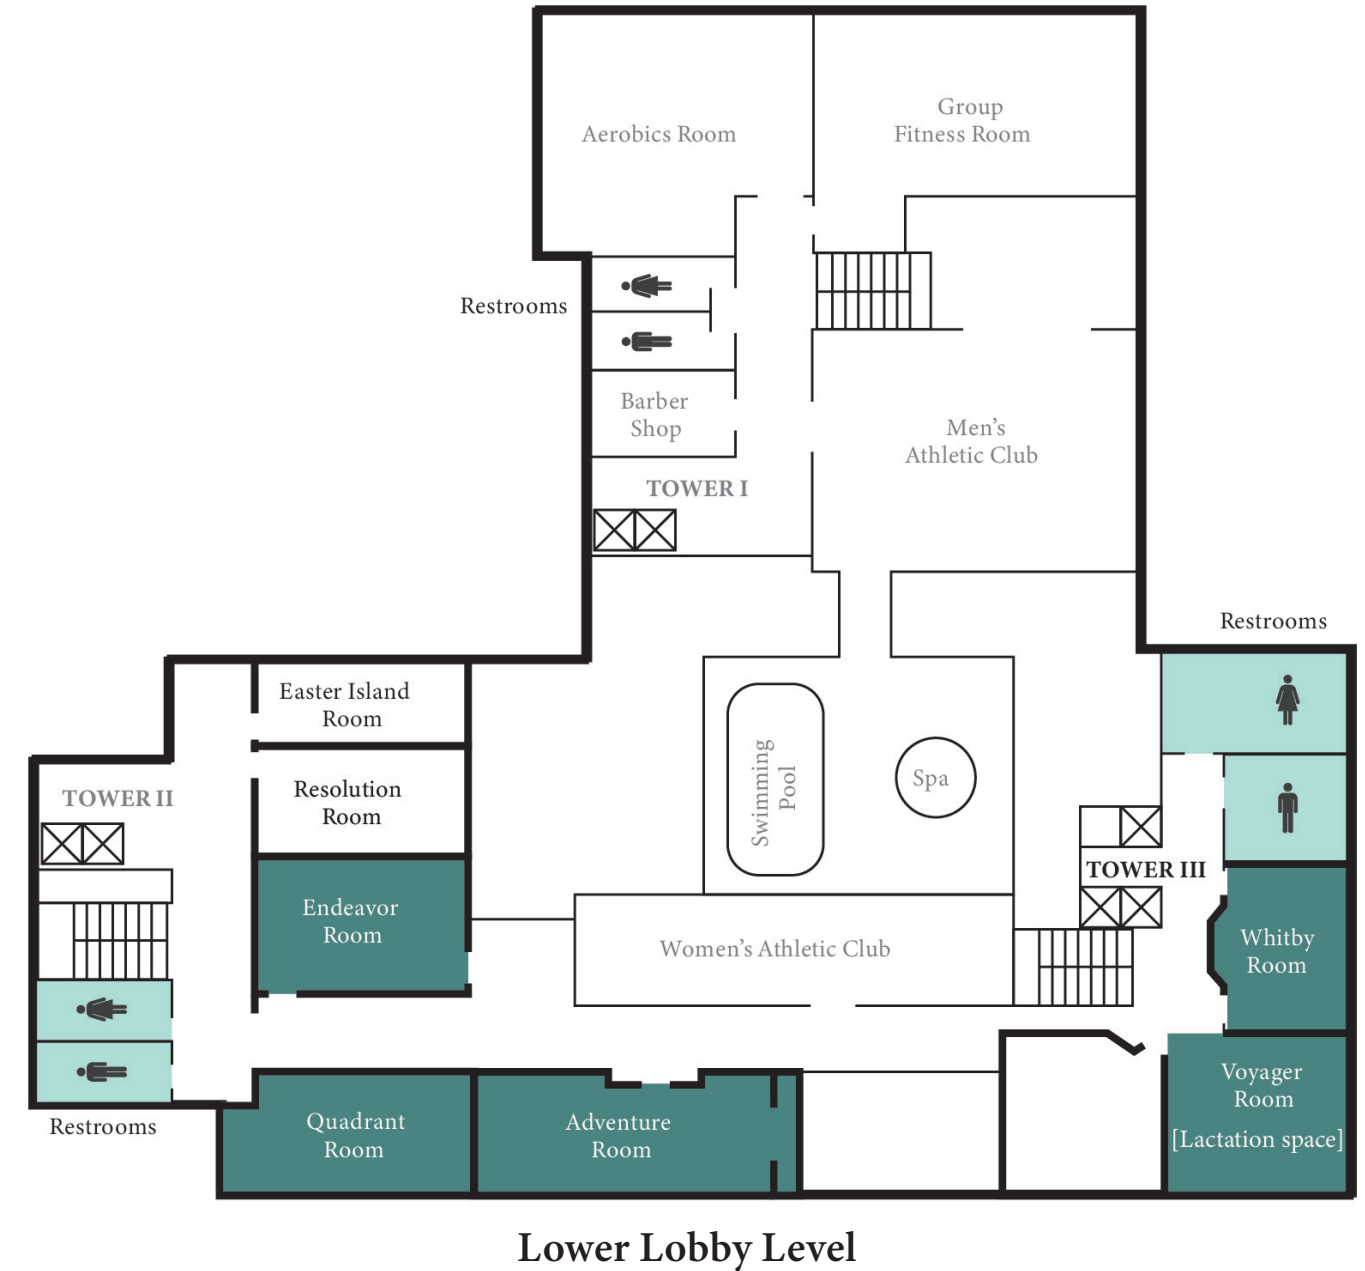 Aerobics Room
Group
Fitness Room
Restrooms
Barber
Shop
Men's
Athletic Club
TOWER I
Restrooms
Easter Island
Room
Resolution
Room
TOWER II
Swimming
Pool
Spa
TOWER III
Endeavor
Room
Women's Athletic Club
Whitby
Room
Voyager
Room
[Lactation space]
Quadrant
Room
Adventure
Room
Restrooms
Lower Lobby Level